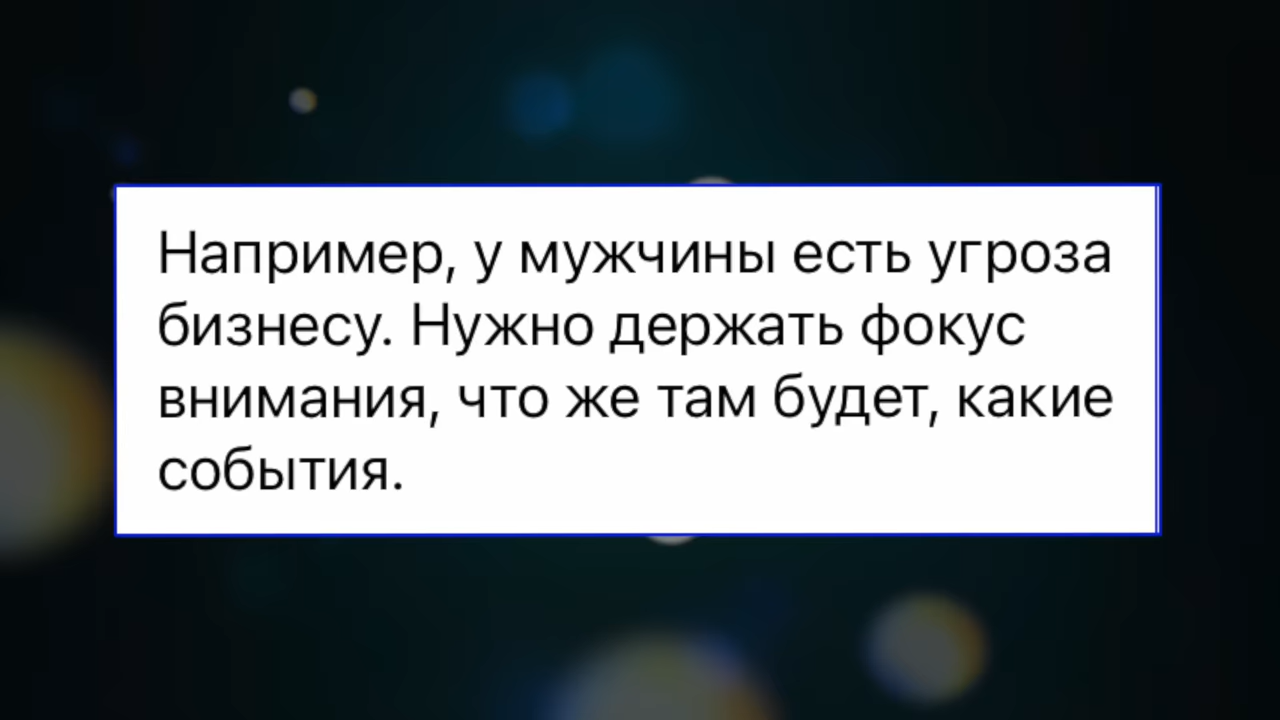 Например, у мужчины есть угроза
бизнесу. Нужно держать фокус
внимания, что же там будет, какие
события.